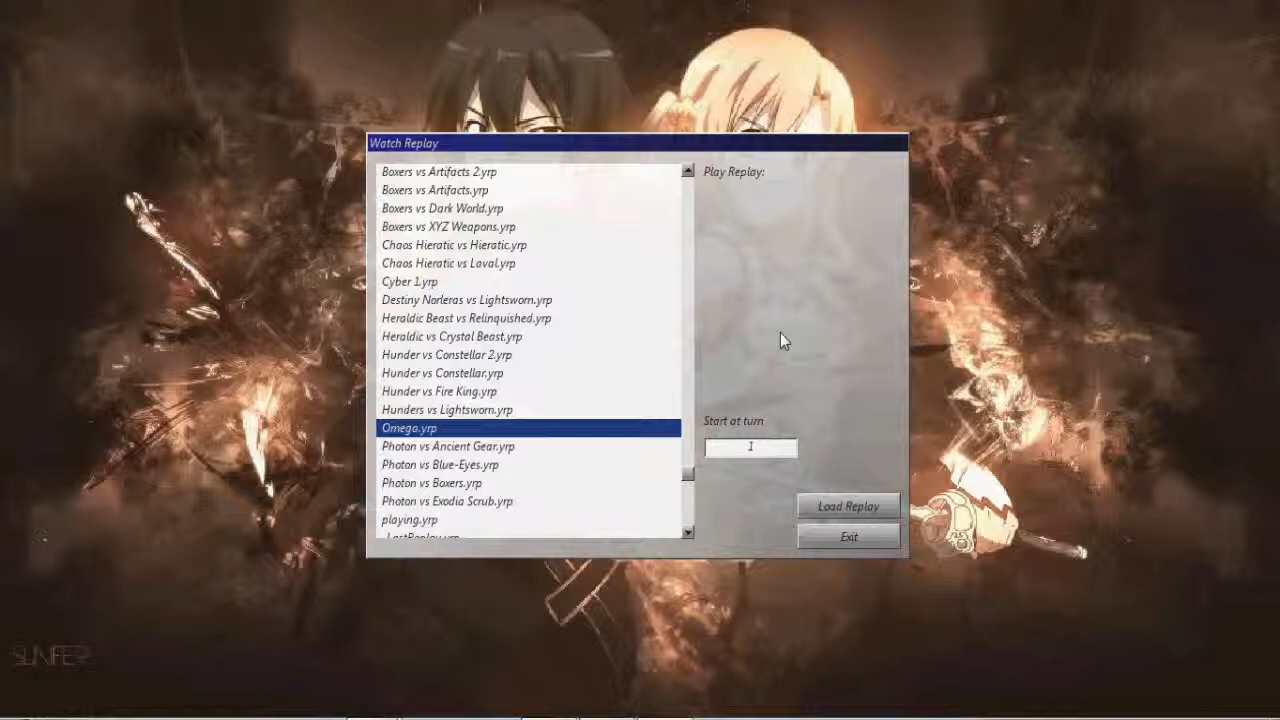 Watch Replay
Boxers vs Artifacts 2.yrp
Boxers vs Artifacts.yrp
Boxers vs Dark World.yrp
Boxers vs XYZ Weapons.yrp
Chaos Hieratic vs Hieratic.yrp
Chaos Hieratic vs Laval.yrp
Cyber 1.yrp
Destiny Norleras vs Lightsworn.yrp
Heraldic Beast vs Relinquished.yrp
Heraldic vs Crystal Beast.yrp
Hunder vs Constellar 2.yrp
Hunder vs Constellar.yrp
Hunder vs Fire King.yrp
Hunders vs Lightsworn.yrp
Omega.yrp
Photon vs Ancient Gear.yrp
Photon vs Blue-Eyes.yrp
Photon vs Boxers.yrp
Photon vs Exodia Scrub.yrp
playing.yrp
_LastReplay.yrp
Play Replay:
Start at turn
1
Load Replay
Exit